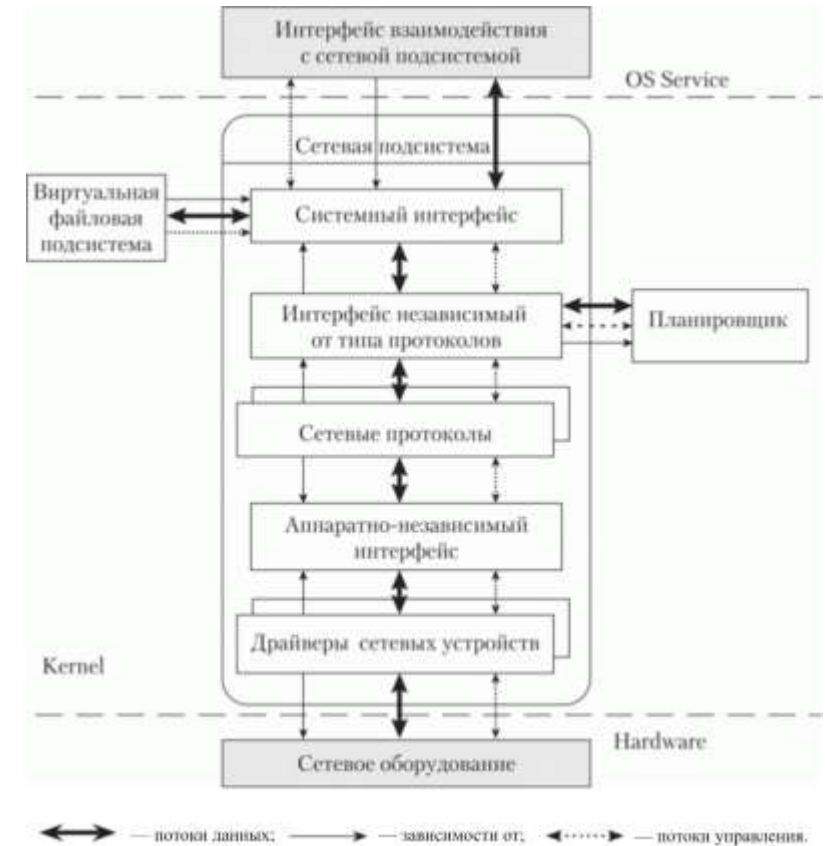 Интерфейс взаимодействия
с сетевой подсистемой
OS Service
Сетевая подсистема
Виртуальная
файловая
подсистема
Системный интерфейс
Интерфейс независимый
от типа протоколов
Планировщик
Сетевые протоколы
Аппаратно-независимый
интерфейс
Драйверы сетевых устройств
Kernel
Hardware
Сетевое оборудование
— потоки данных; — зависимости от; — потоки управления.